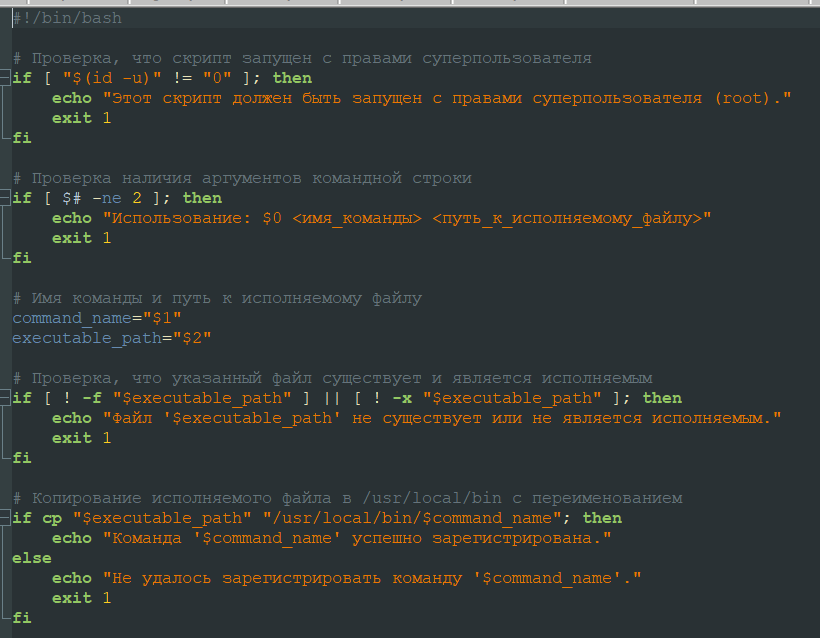 #!/bin/bash
# Проверка, что скрипт запущен с правами суперпользователя
if [ "$(id -u)" != "0" ]; then
    echo "Этот скрипт должен быть запущен с правами суперпользователя (root)."
    exit 1
fi
# Проверка наличия аргументов командной строки
if [ $# -ne 2 ]; then
    echo "Использование: $0 <имя_команды> <путь_к_исполняемому_файлу>"
    exit 1
fi
# Имя команды и путь к исполняемому файлу
command_name="$1"
executable_path="$2"
# Проверка, что указанный файл существует и является исполняемым
if [ ! -f "$executable_path" ] || [ ! -x "$executable_path" ]; then
    echo "Файл '$executable_path' не существует или не является исполняемым."
    exit 1
fi
# Копирование исполняемого файла в /usr/local/bin с переименованием
if cp "$executable_path" "/usr/local/bin/$command_name"; then
    echo "Команда '$command_name' успешно зарегистрирована."
else
    echo "Не удалось зарегистрировать команду '$command_name'."
    exit 1
fi